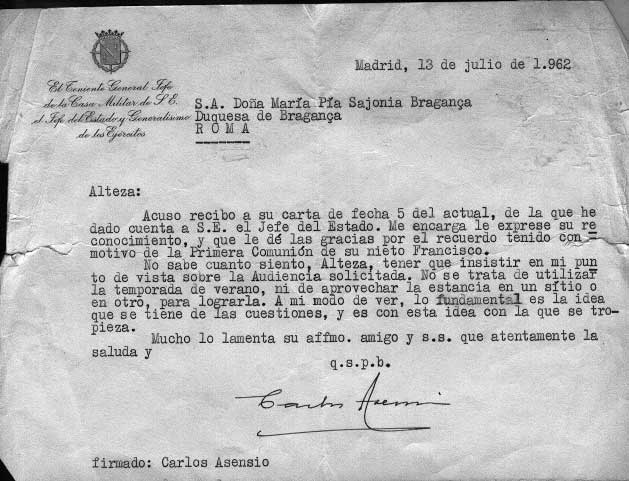 Madrid, 13 de julio de 1.962
El Teniente General Jefe
de la Casa Militar de S.E.
el Jefe del Estado y Generalísimo
de los Ejércitos
S.A. Doña María Pía Sajonia Bragança
Duquesa de Bragança
R O M A
Alteza:
Acuso recibo a su carta de fecha 5 del actual, de la que he
dado cuenta a S.E. el Jefe del Estado. Me encarga le exprese su re
conocimiento, y que le dé las gracias por el recuerdo tenido con
motivo de la Primera Comunión de su nieto Francisco.
No sabe cuanto siento, Alteza, tener que insistir en mi pun
to de vista sobre la Audiencia solicitada. No se trata de utilizar
la temporada de verano, ni de aprovechar la estancia en un sítio o
en otro, para lograrla. A mi modo de ver, lo fundamental es la idea
que se tiene de las cuestiones, y es con esta idea con la que se tro-
pieza.
Mucho lo lamenta su affmo. amigo y s.s. que atentamente la
saluda y
q.s.p.b.
Carlos Asensio
firmado: Carlos Asensio